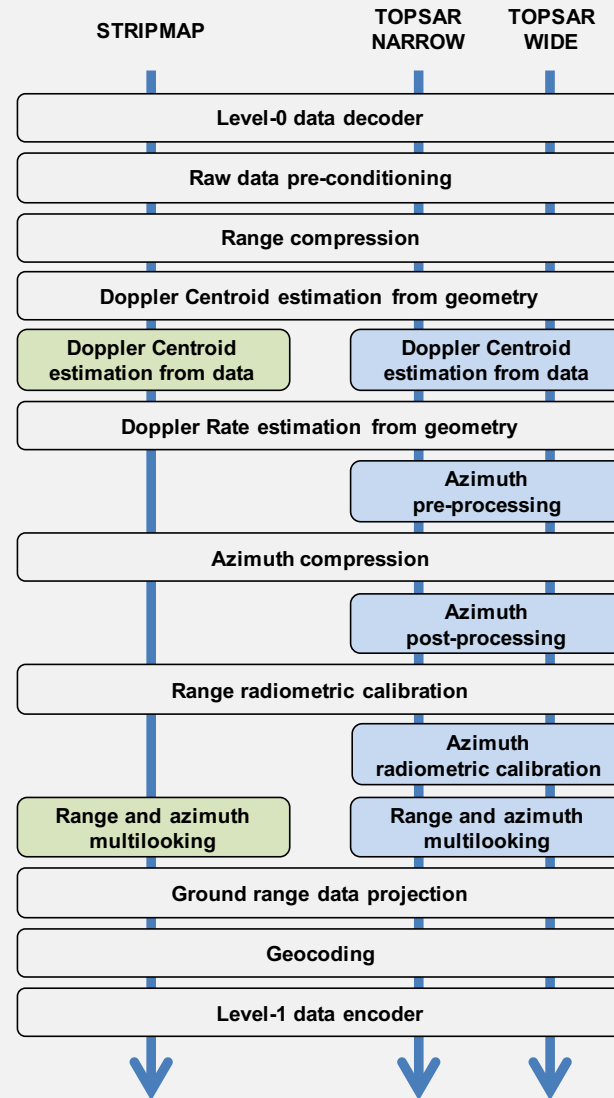 STRIPMAP
TOPSAR
NARROW
TOPSAR
WIDE
Level-0 data decoder
Raw data pre-conditioning
Range compression
Doppler Centroid estimation from geometry
Doppler Centroid
estimation from data
Doppler Centroid
estimation from data
Doppler Rate estimation from geometry
Azimuth
pre-processing
Azimuth compression
Azimuth
post-processing
Range radiometric calibration
Azimuth
radiometric calibration
Range and azimuth
multilooking
Range and azimuth
multilooking
Ground range data projection
Geocoding
Level-1 data encoder